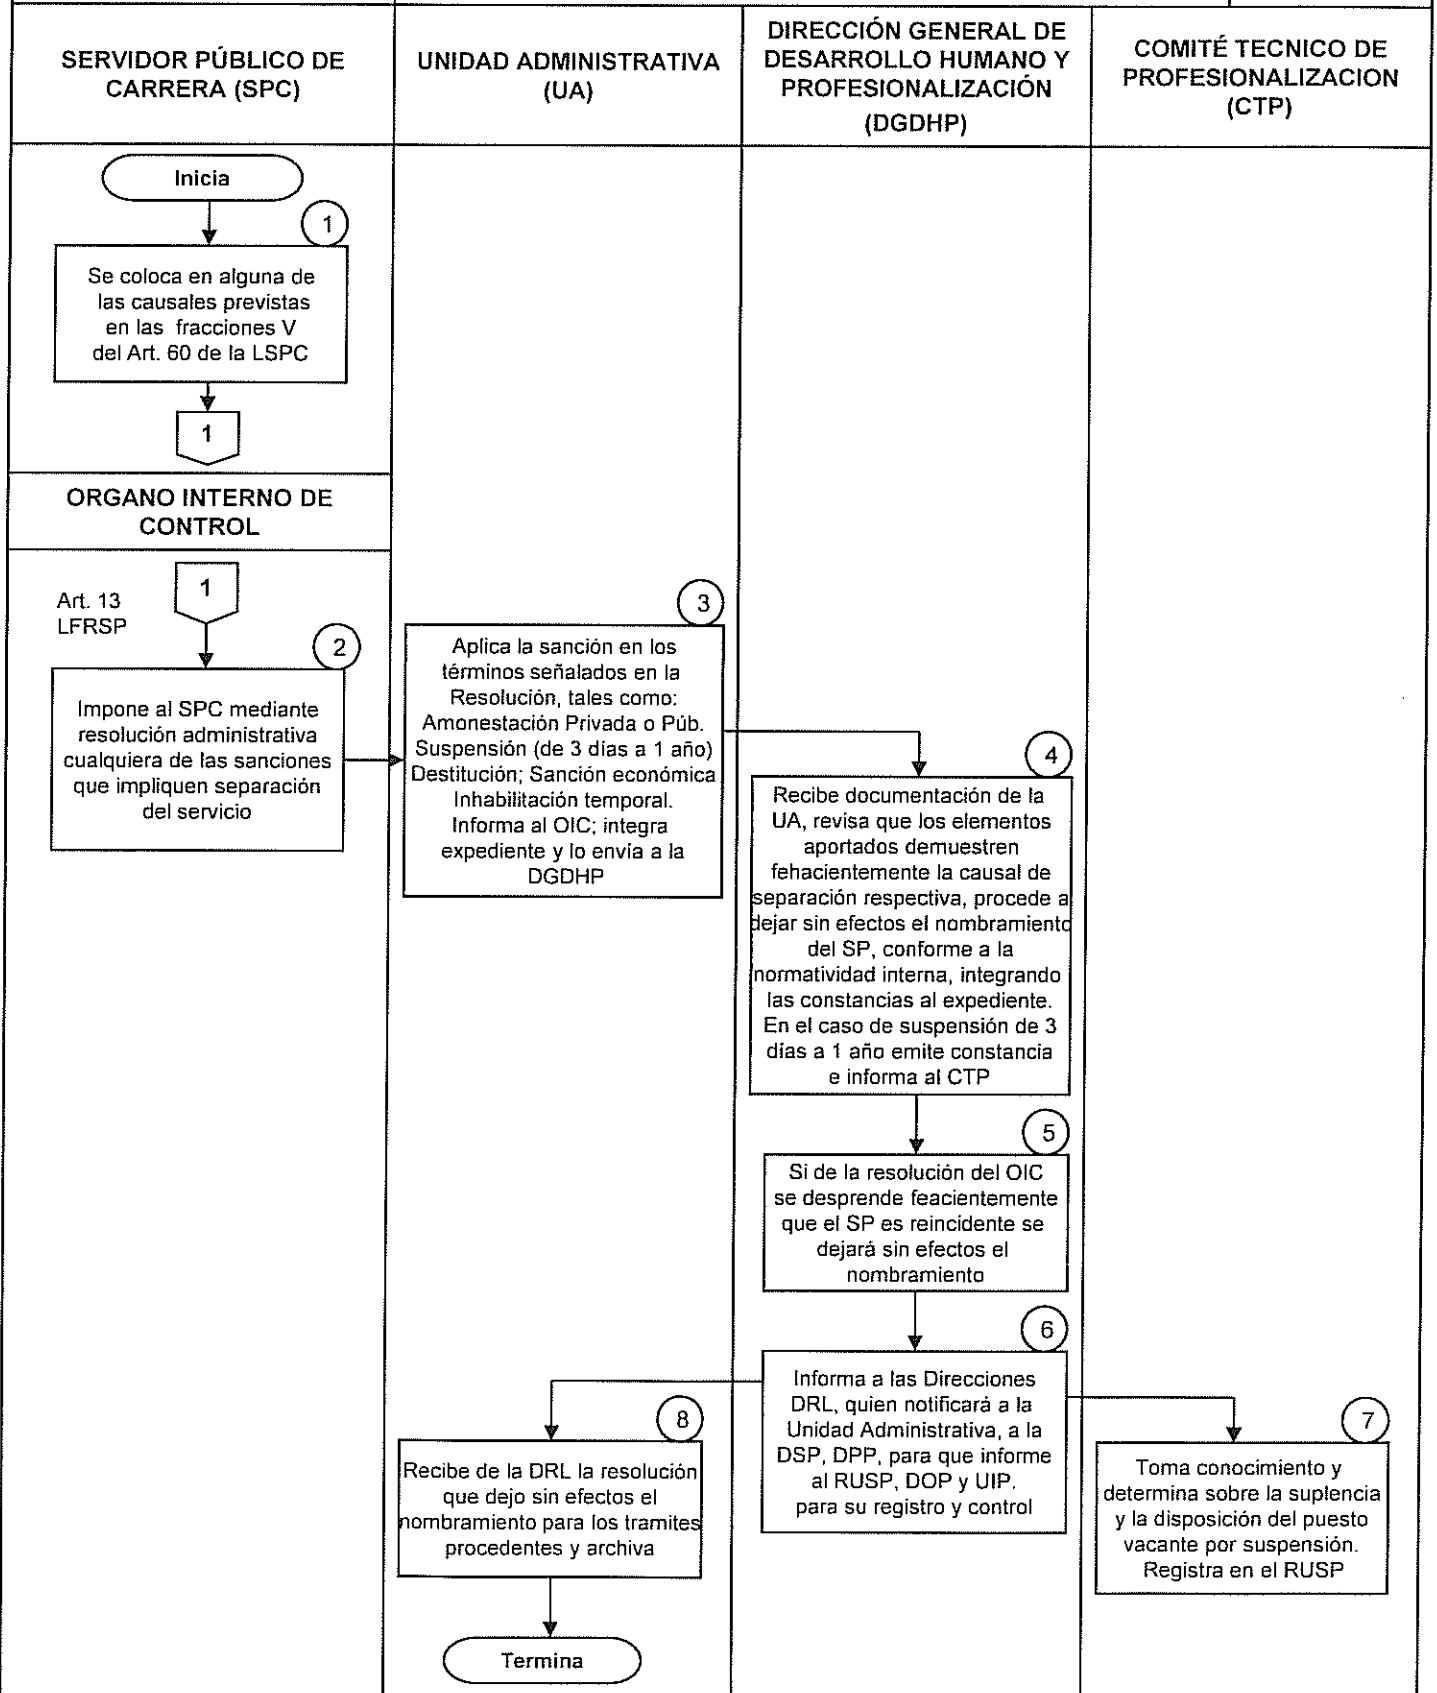 SERVIDOR PÚBLICO DE
CARRERA (SPC)
UNIDAD ADMINISTRATIVA
(UA)
DIRECCIÓN GENERAL DE
DESARROLLO HUMANO Y
PROFESIONALIZACIÓN
(DGDHP)
COMITÉ TECNICO DE
PROFESIONALIZACION
(CTP)
Inicia
1
Se coloca en alguna de
las causales previstas
en las fracciones V
del Art. 60 de la LSPC
1
ORGANO INTERNO DE
CONTROL
1
Art. 13
LFRSP
2
Impone al SPC mediante
resolución administrativa
cualquiera de las sanciones
que impliquen separación
del servicio
3
Aplica la sanción en los
términos señalados en la
Resolución, tales como:
Amonestación Privada o Púb.
Suspensión (de 3 días a 1 año)
Destitución; Sanción económica
Inhabilitación temporal.
Informa al OIC; integra
expediente y lo envía a la
DGDHP
4
Recibe documentación de la
UA, revisa que los elementos
aportados demuestren
fehacientemente la causal de
separación respectiva, procede a
dejar sin efectos el nombramiento
del SP, conforme a la
normatividad interna, integrando
las constancias al expediente.
En el caso de suspensión de 3
días a 1 año emite constancia
e informa al CTP
5
Si de la resolución del OIC
se desprende feacientemente
que el SP es reincidente se
dejará sin efectos el
nombramiento
6
Informa a las Direcciones
DRL, quien notificará a la
Unidad Administrativa, a la
DSP, DPP, para que informe
al RUSP, DOP y UIP.
para su registro y control
7
Toma conocimiento y
determina sobre la suplencia
y la disposición del puesto
vacante por suspensión.
Registra en el RUSP
8
Recibe de la DRL la resolución
que dejo sin efectos el
nombramiento para los tramites
procedentes y archiva
Termina